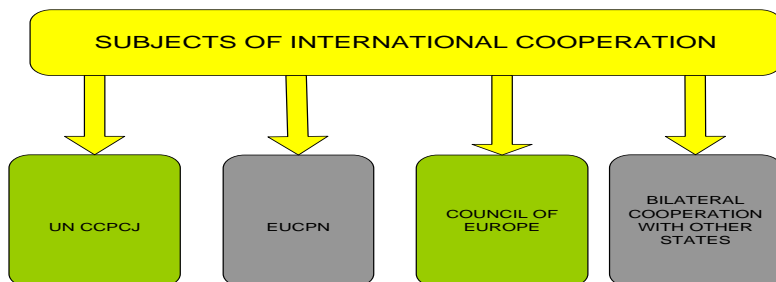 SUBJECTS OF INTERNATIONAL COOPERATION
UN CCPCJ
EUCPN
COUNCIL OF
EUROPE
BILATERAL
COOPERATION
WITH OTHER
STATES